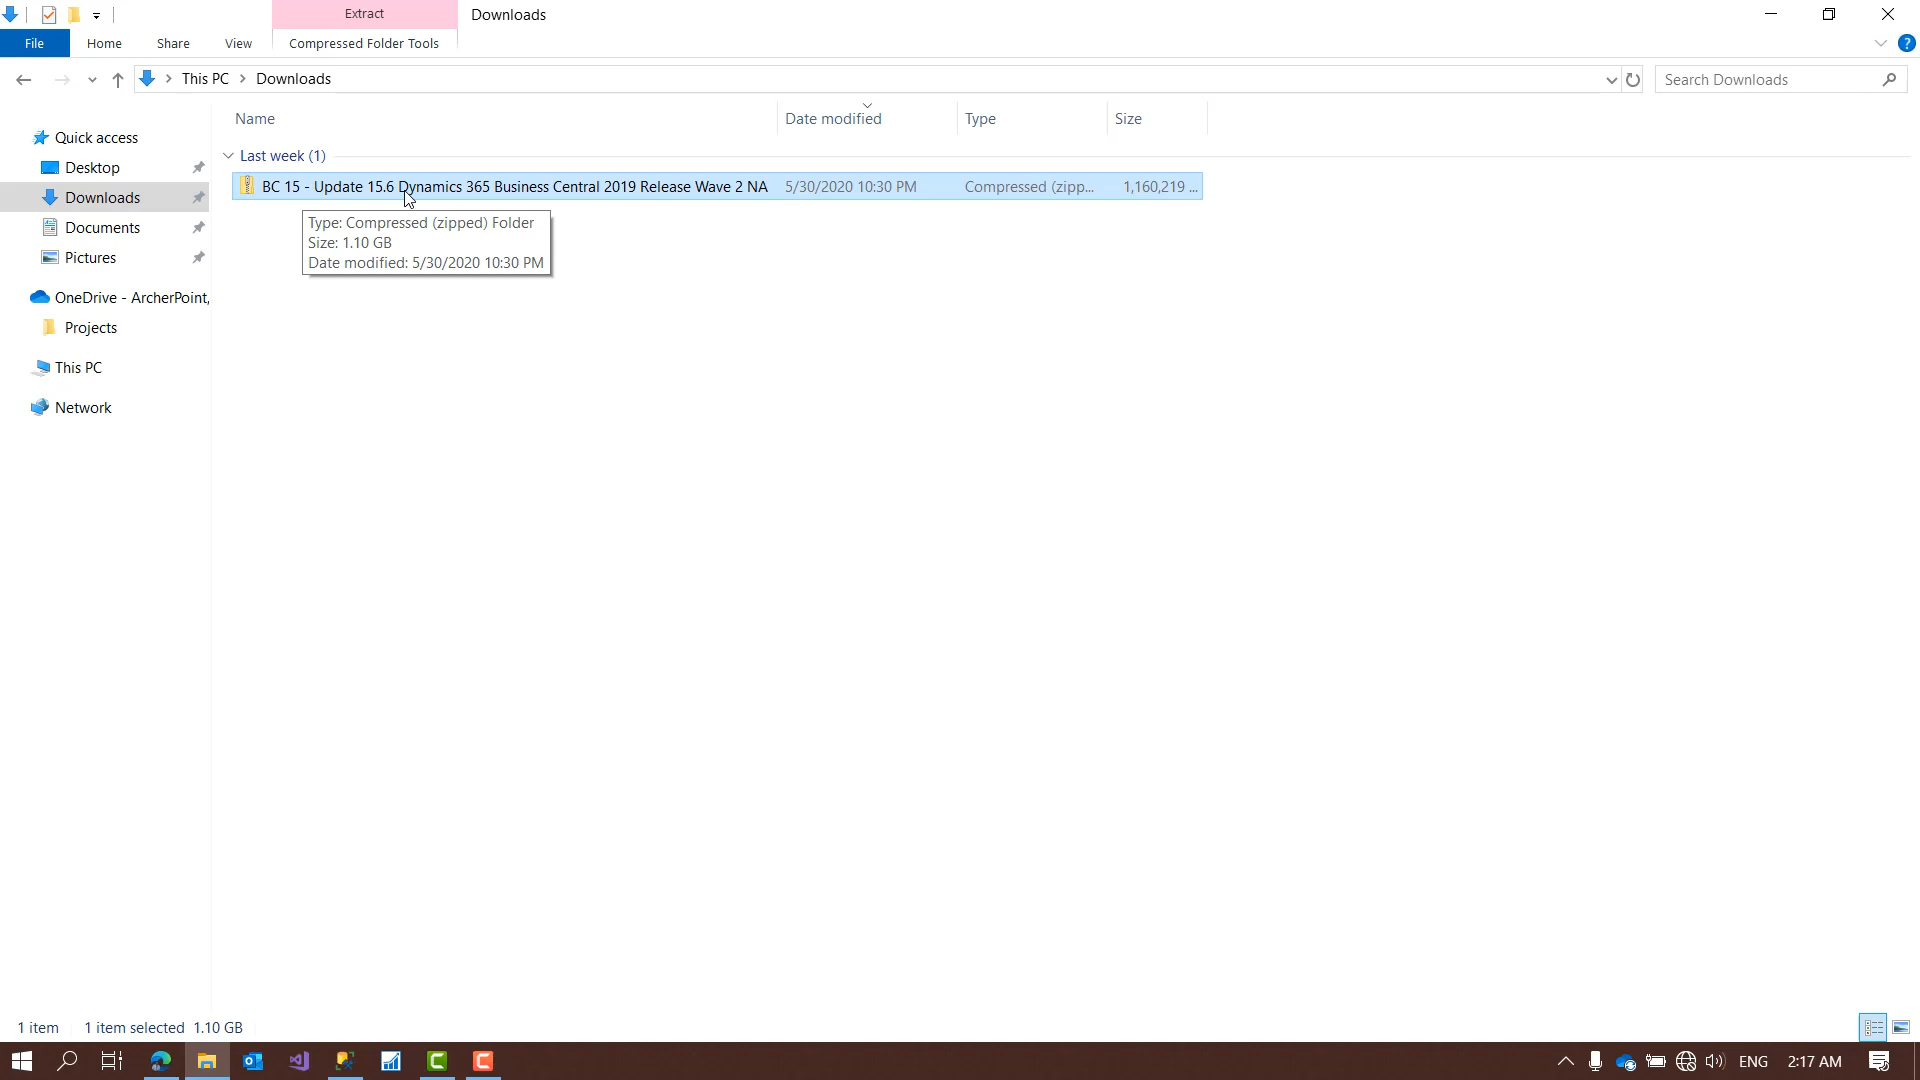 Extract
Downloads
File
Home
Share
View
Compressed Folder Tools
This PC
Downloads
Search Downloads
Name
Date modified
Type
Size
Quick access
Desktop
Downloads
Documents
Pictures
OneDrive - ArcherPoint,
Projects
This PC
Network
Last week (1)
BC 15 - Update 15.6 Dynamics 365 Business Central 2019 Release Wave 2 NA 5/30/2020 10:30 PM Compressed (zipp... 1,160,219 ...
Type: Compressed (zipped) Folder
Size: 1.10 GB
Date modified: 5/30/2020 10:30 PM
1 item
1 item selected 1.10 GB
ENG
2:17 AM